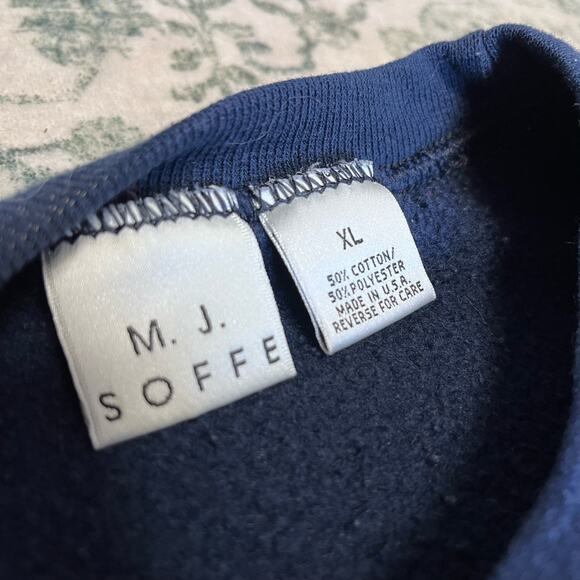 M. J.
SOFFE
XL
50% COTTON/
50% POLYESTER
MADE IN U.S.A.
REVERSE FOR CARE